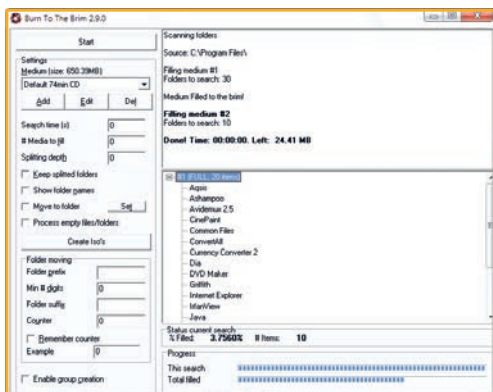 Burn To The Brim 2.9.0
Start
Settings
Medium (size: 650.39MB)
Default 74min CD
Add Edit Del
Search time (s) 0
# Media to fill 0
Splitting depth 0
Keep splitted folders
Show folder names
Move to folder Set
Process empty files/folders
Create Iso's
Folder moving
Folder prefix
Min # digits 0
Folder suffix
Counter 0
Remember counter
Example 0
Enable group creation
Scanning folders
Source: C:\Program Files\
Filling medium #1
Folders to search: 30
Medium Filled to the brim!
Filling medium #2
Folders to search: 10
Done! Time: 00:00:00. Left: 24.41 MB
#1 (FULL, 20 items)
Aqsis
Ashampoo
Avidemux 2.5
CinePaint
Common Files
ConvertAll
Currency Converter 2
Dia
DVD Maker
Griffith
Internet Explorer
IrfanView
Java
Status current search
% Filled: 3.7560% # Items: 10
Progress
This search
Total filled